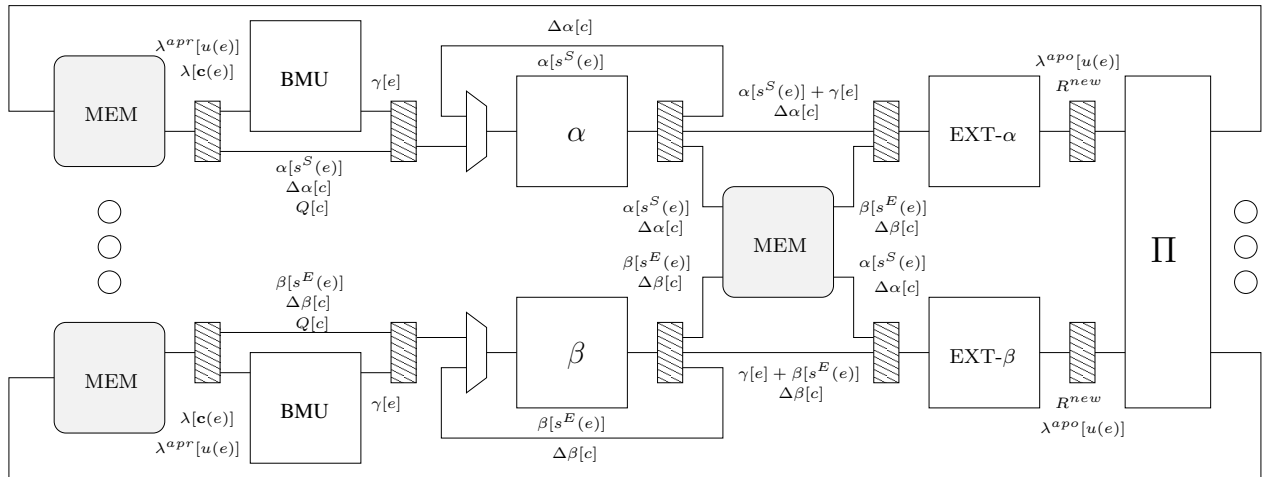 Δα[c]
λ^{apr}[u(e)]
λ[c(e)]
BMU
γ[e]
α[s^S(e)]
λ^{apo}[u(e)]
R^{new}
MEM
α
α[s^S(e)] + γ[e]
Δα[c]
EXT-α
α[s^S(e)]
Δα[c]
Q[c]
α[s^S(e)]
Δα[c]
MEM
β[s^E(e)]
Δβ[c]
Π
β[s^E(e)]
Δβ[c]
Q[c]
β[s^E(e)]
Δβ[c]
α[s^S(e)]
Δα[c]
MEM
β
EXT-β
λ[c(e)]
λ^{apr}[u(e)]
BMU
γ[e]
γ[e] + β[s^E(e)]
Δβ[c]
β[s^E(e)]
Δβ[c]
R^{new}
λ^{apo}[u(e)]